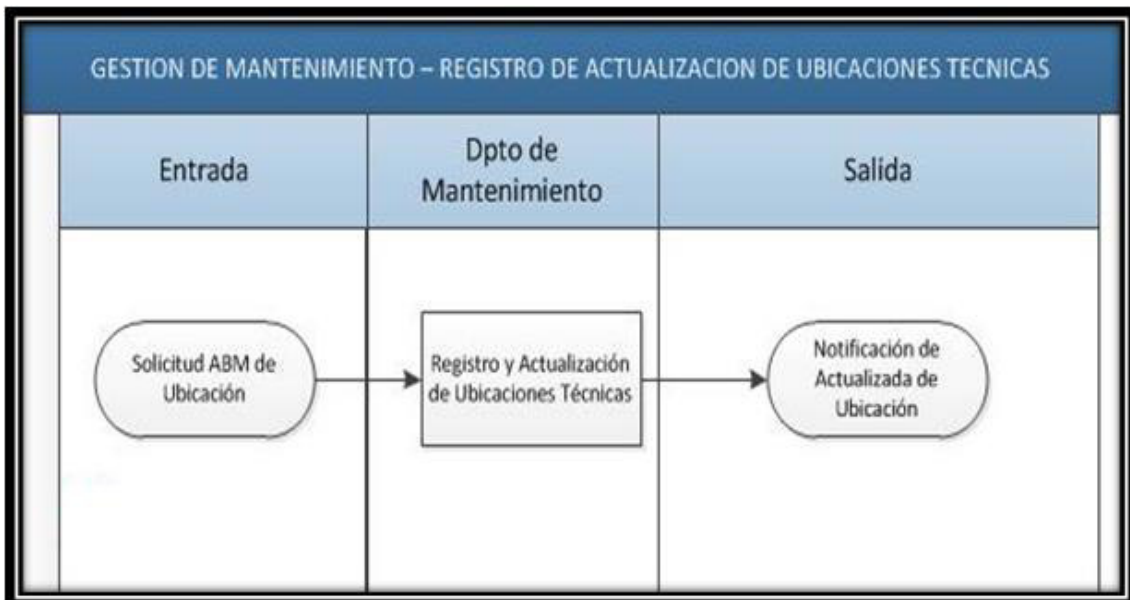 GESTION DE MANTENIMIENTO – REGISTRO DE ACTUALIZACION DE UBICACIONES TECNICAS
Entrada
Dpto de
Mantenimiento
Salida
Solicitud ABM de
Ubicación
Registro y Actualización
de Ubicaciones Técnicas
Notificación de
Actualizada de
Ubicación